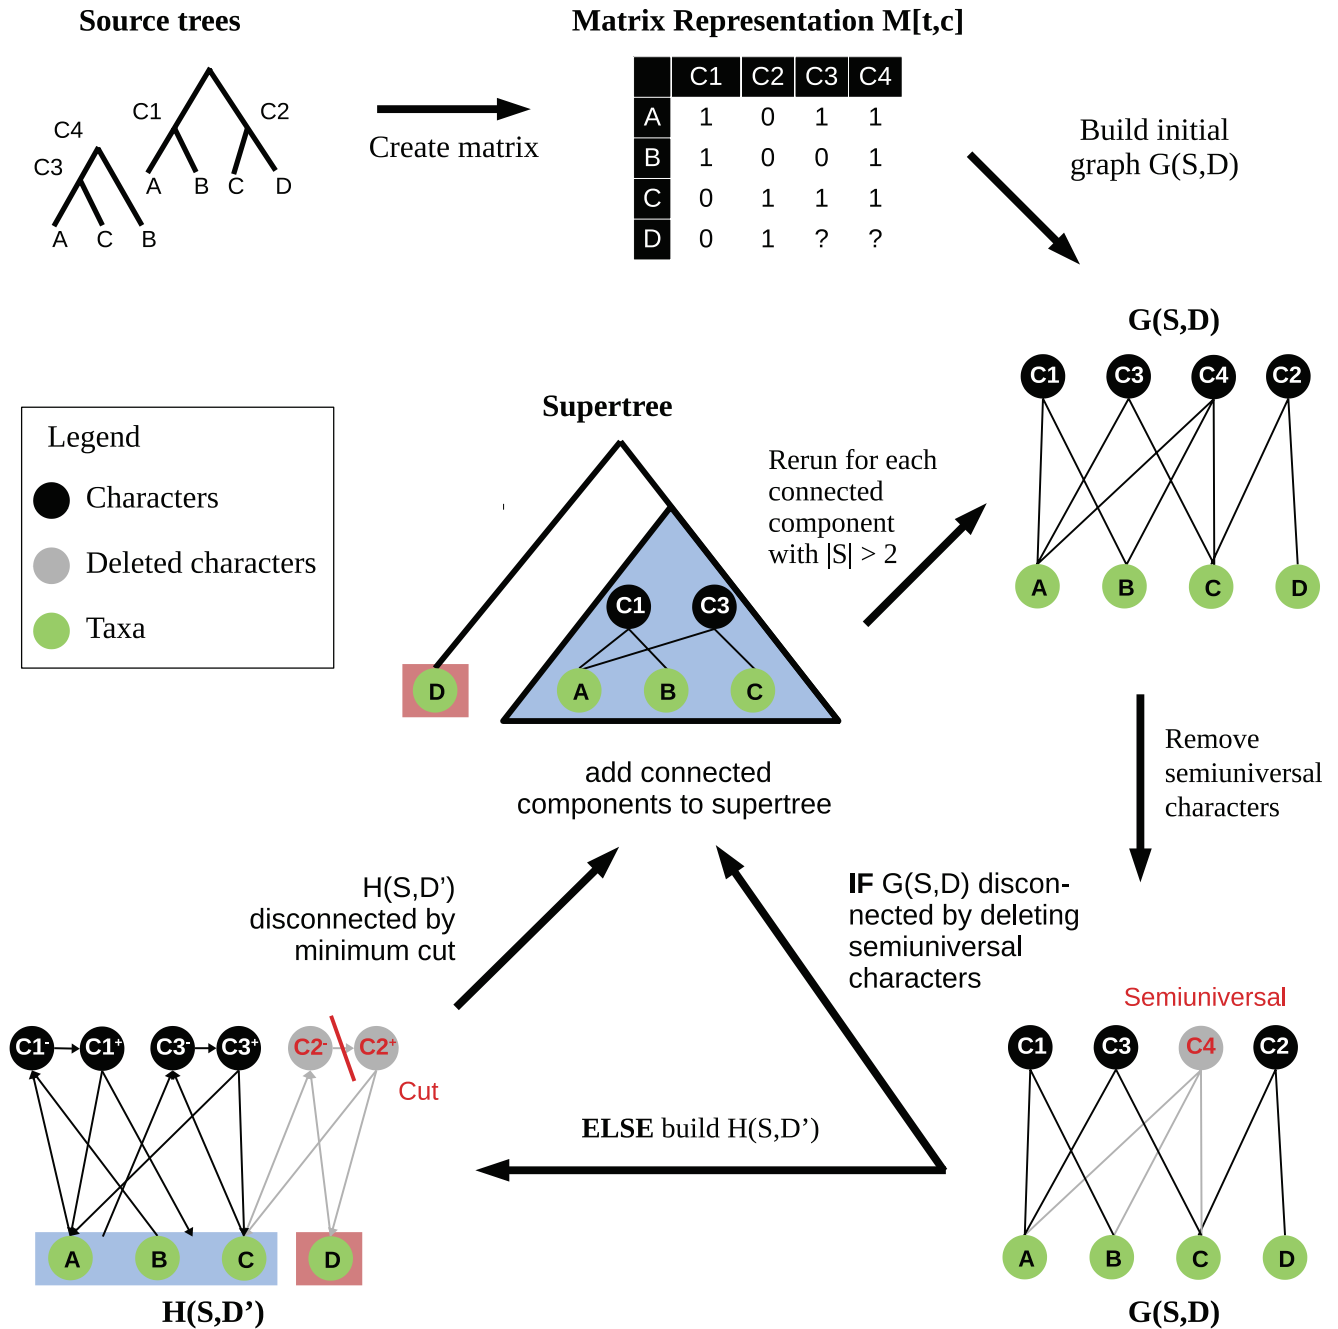 Source trees
Matrix Representation M[t,c]
C1
C2
C4
C3
A B C D
A C B
Create matrix
C1 C2 C3 C4
A 1 0 1 1
B 1 0 0 1
C 0 1 1 1
D 0 1 ? ?
Build initial
graph G(S,D)
G(S,D)
C1 C3 C4 C2
A B C D
Legend
Characters
Deleted characters
Taxa
Supertree
C1 C3
D A B C
Rerun for each
connected
component
with |S| > 2
add connected
components to supertree
Remove
semiuniversal
characters
H(S,D’)
disconnected by
minimum cut
IF G(S,D) discon-
nected by deleting
semiuniversal
characters
Semiuniversal
C1 C3 C4 C2
A B C D
G(S,D)
ELSE build H(S,D’)
C1- C1+ C3- C3+ C2- C2+
Cut
A B C D
H(S,D’)